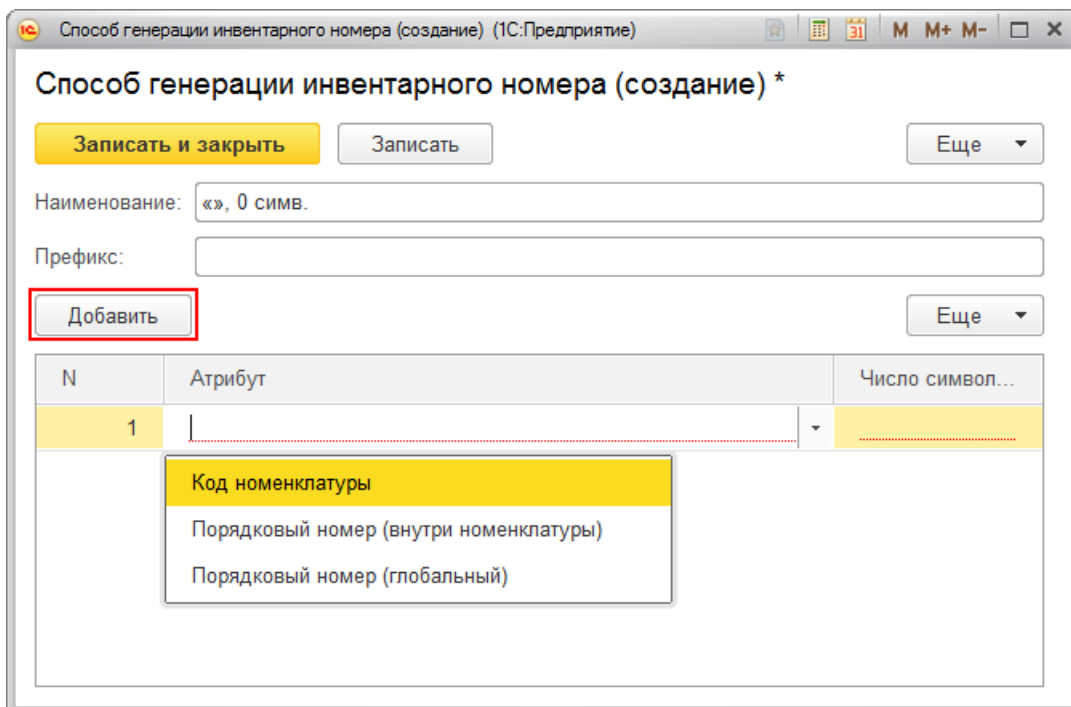 Способ генерации инвентарного номера (создание) (1С:Предприятие) 31 M M+ M-
Способ генерации инвентарного номера (создание) *
Записать и закрыть Записать Еще
Наименование: «», 0 симв.
Префикс:
Добавить Еще
N Атрибут Число символ...
1
Код номенклатуры
Порядковый номер (внутри номенклатуры)
Порядковый номер (глобальный)